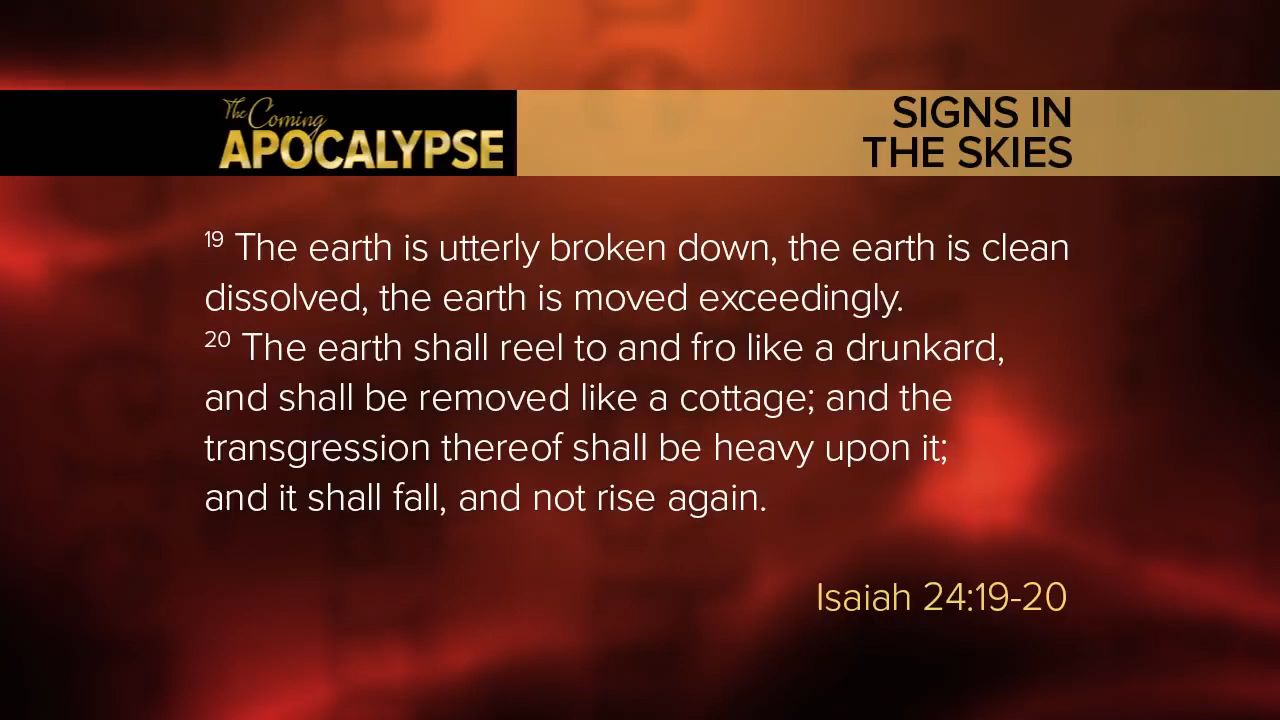 The Coming
APOCALYPSE
SIGNS IN
THE SKIES
19 The earth is utterly broken down, the earth is clean
dissolved, the earth is moved exceedingly.
20 The earth shall reel to and fro like a drunkard,
and shall be removed like a cottage; and the
transgression thereof shall be heavy upon it;
and it shall fall, and not rise again.
Isaiah 24:19-20